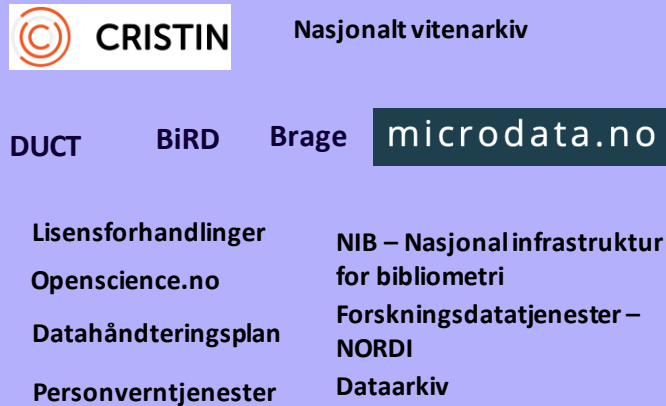 CRISTIN
Nasjonalt vitenarkiv
DUCT
BiRD
Brage
microdata.no
Lisensforhandlinger
Openscience.no
Datahåndteringsplan
Personverntjenester
NIB – Nasjonal infrastruktur
for bibliometri
Forskningsdatatjenester –
NORDI
Dataarkiv